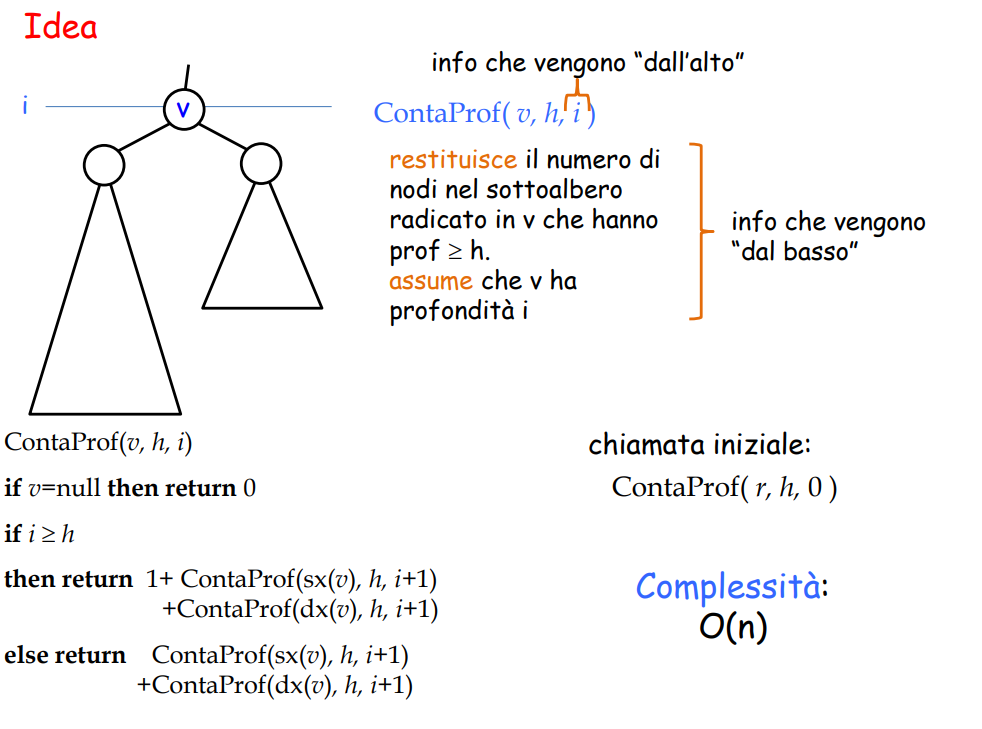 Idea
info che vengono “dall’alto”
i
v
ContaProf( v, h, i )
restituisce il numero di
nodi nel sottoalbero
radicato in v che hanno
prof ≥ h.
assume che v ha
profondità i
info che vengono
“dal basso”
ContaProf(v, h, i)
if v=null then return 0
if i ≥ h
then return 1+ ContaProf(sx(v), h, i+1)
+ContaProf(dx(v), h, i+1)
else return ContaProf(sx(v), h, i+1)
+ContaProf(dx(v), h, i+1)
chiamata iniziale:
ContaProf( r, h, 0 )
Complessità:
O(n)